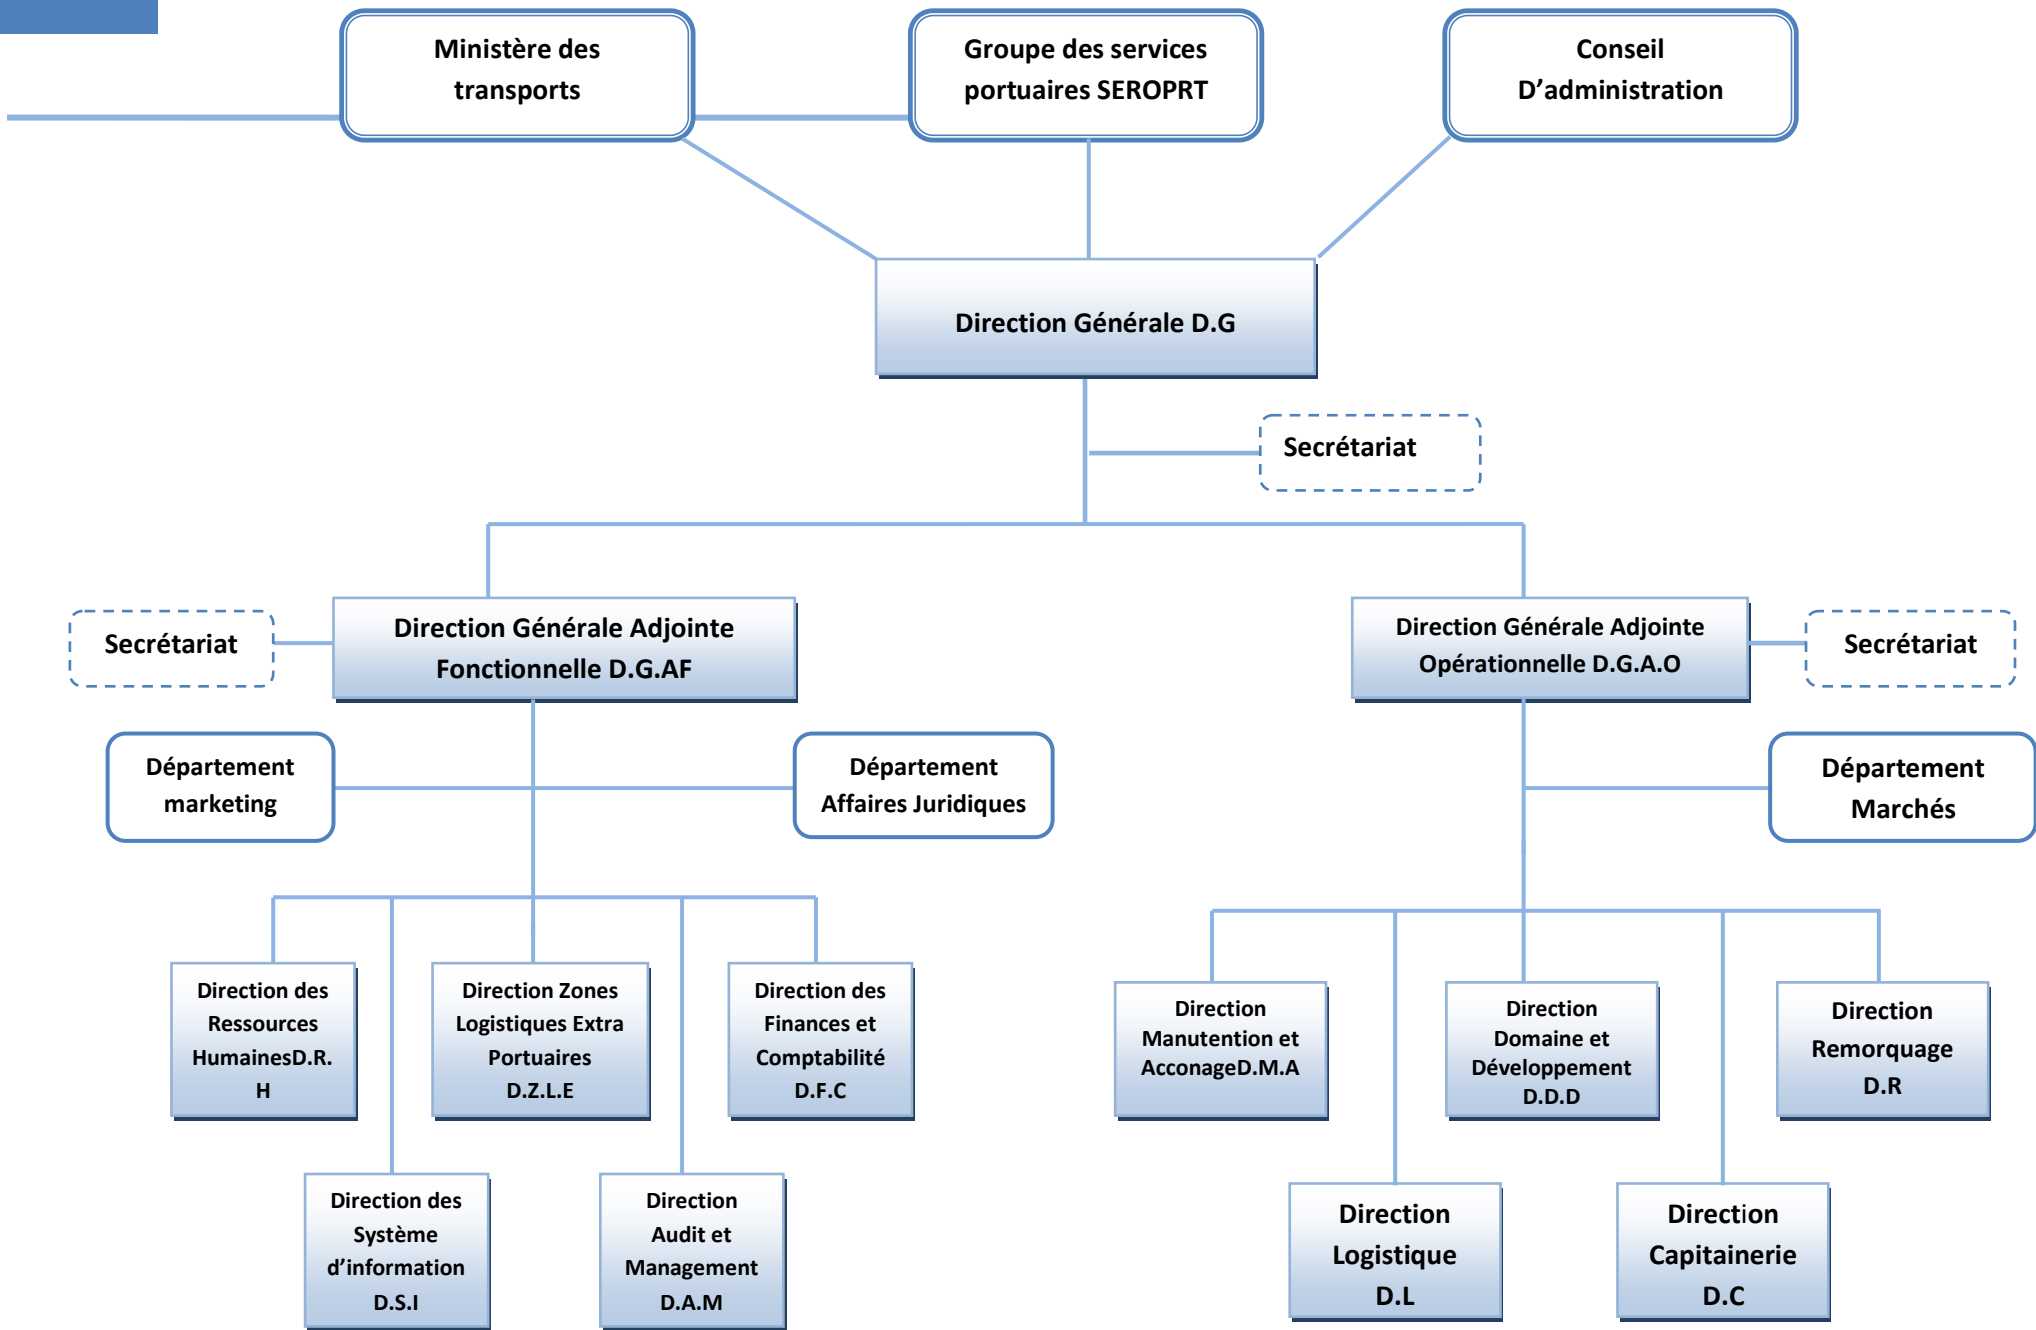 Ministère des
transports
Groupe des services
portuaires SEROPRT
Conseil
D’administration
Direction Générale D.G
Secrétariat
Secrétariat
Direction Générale Adjointe
Fonctionnelle D.G.AF
Direction Générale Adjointe
Opérationnelle D.G.A.O
Secrétariat
Département
marketing
Département
Affaires Juridiques
Département
Marchés
Direction des
Ressources
HumainesD.R.
H
Direction Zones
Logistiques Extra
Portuaires
D.Z.L.E
Direction des
Finances et
Comptabilité
D.F.C
Direction
Manutention et
AcconageD.M.A
Direction
Domaine et
Développement
D.D.D
Direction
Remorquage
D.R
Direction des
Système
d’information
D.S.I
Direction
Audit et
Management
D.A.M
Direction
Logistique
D.L
Direction
Capitainerie
D.C